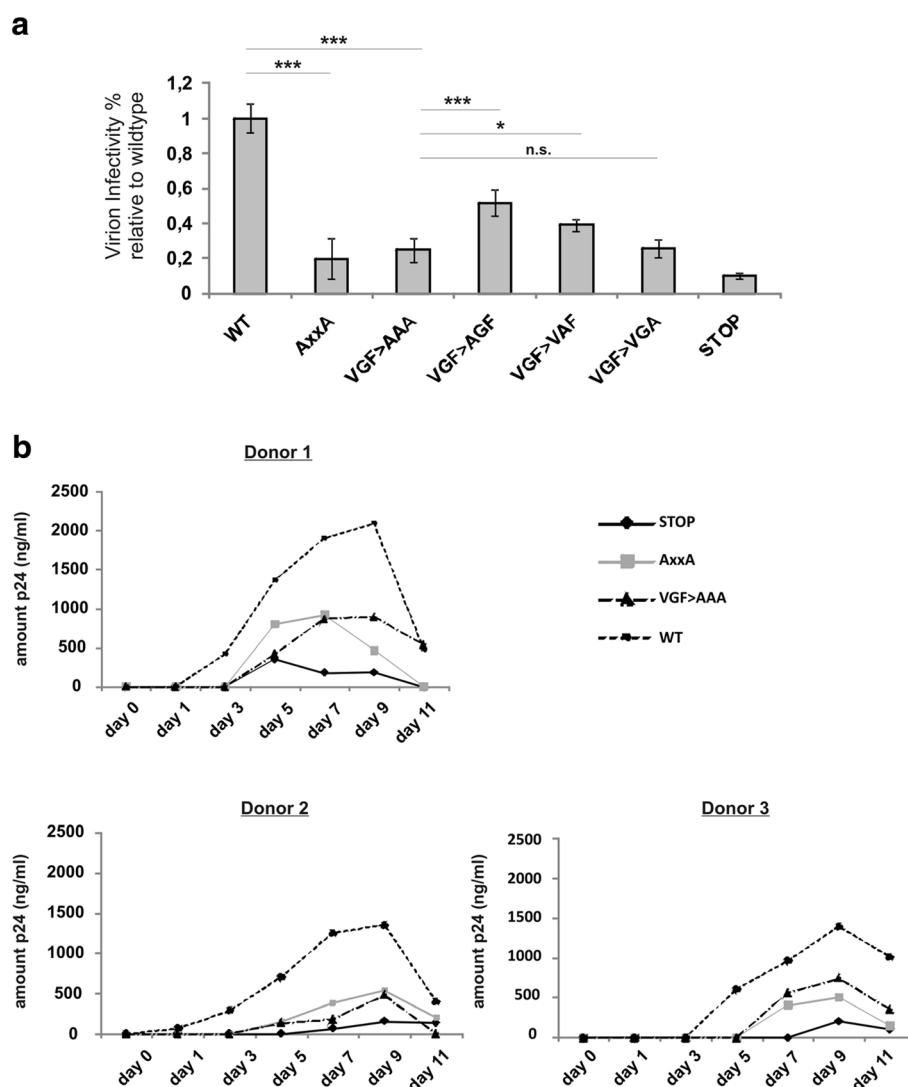 a
Virion Infectivity %
relative to wildtype
1,2
1
0,8
0,6
0,4
0,2
0
***
***
***
*
n.s.
WT
AxxA
VGF>AAA
VGF>AGF
VGF>VAF
VGF>VGA
STOP
b
Donor 1
amount p24 (ng/ml)
2500
2000
1500
1000
500
0
day 0
day 1
day 3
day 5
day 7
day 9
day 11
STOP
AxxA
VGF>AAA
WT
Donor 2
amount p24 (ng/ml)
2500
2000
1500
1000
500
0
day 0
day 1
day 3
day 5
day 7
day 9
day 11
Donor 3
amount p24 (ng/ml)
2500
2000
1500
1000
500
0
day 0
day 1
day 3
day 5
day 7
day 9
day 11